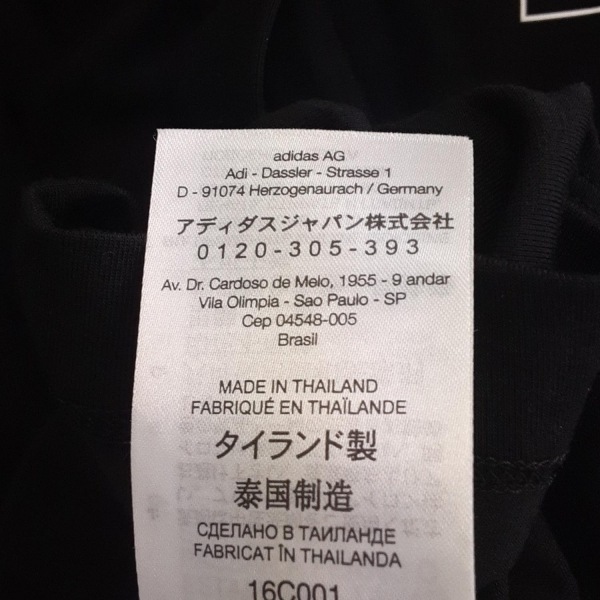 adidas AG
Adi - Dassler - Strasse 1
D - 91074 Herzogenaurach / Germany
アディダスジャパン株式会社
0120-305-393
Av. Dr. Cardoso de Melo, 1955 - 9 andar
Vila Olimpia - Sao Paulo - SP
Cep 04548-005
Brasil
MADE IN THAILAND
FABRIQUÉ EN THAÏLANDE
タイランド製
泰国制造
СДЕЛАНО В ТАИЛАНДЕ
FABRICAT ÎN THAILANDA
16C001